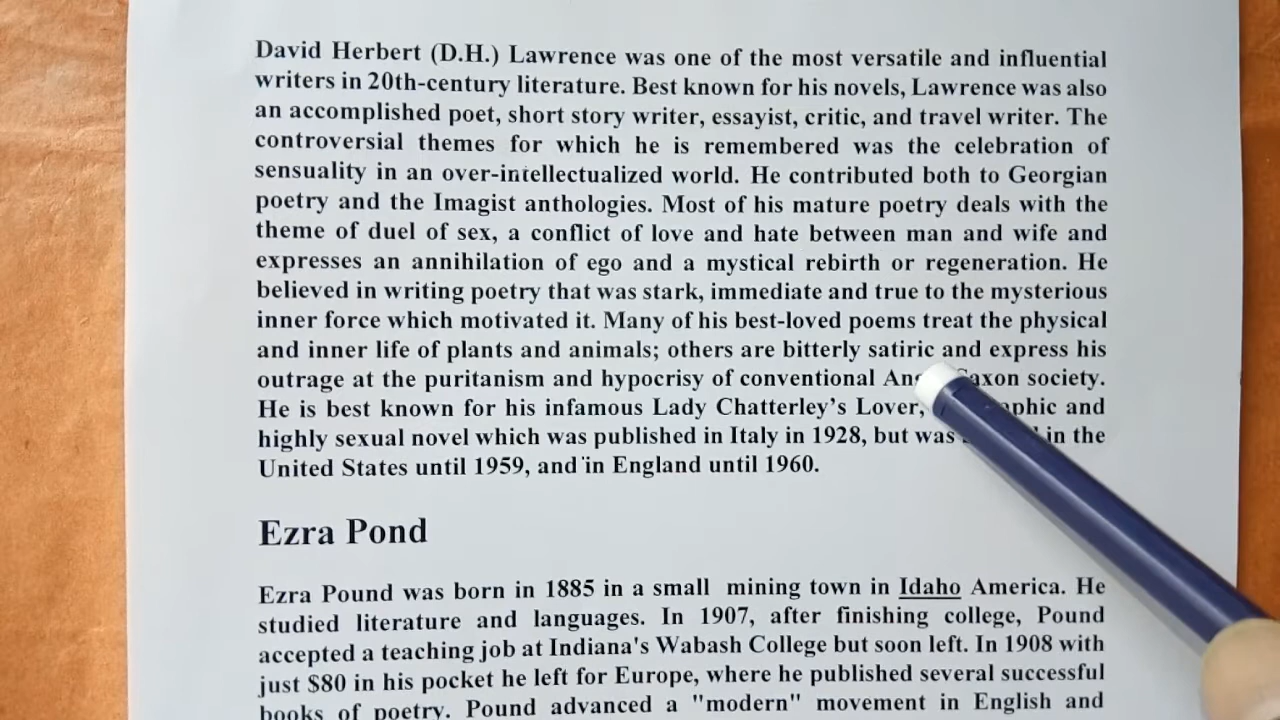 David Herbert (D.H.) Lawrence was one of the most versatile and influential
writers in 20th-century literature. Best known for his novels, Lawrence was also
an accomplished poet, short story writer, essayist, critic, and travel writer. The
controversial themes for which he is remembered was the celebration of
sensuality in an over-intellectualized world. He contributed both to Georgian
poetry and the Imagist anthologies. Most of his mature poetry deals with the
theme of duel of sex, a conflict of love and hate between man and wife and
expresses an annihilation of ego and a mystical rebirth or regeneration. He
believed in writing poetry that was stark, immediate and true to the mysterious
inner force which motivated it. Many of his best-loved poems treat the physical
and inner life of plants and animals; others are bitterly satiric and express his
outrage at the puritanism and hypocrisy of conventional society.
He is best known for his infamous Lady Chatterley's Lover, and
highly sexual novel which was published in Italy in 1928, but was in the
United States until 1959, and in England until 1960.
Ezra Pond
Ezra Pound was born in 1885 in a small mining town in Idaho America. He
studied literature and languages. In 1907, after finishing college, Pound
accepted a teaching job at Indiana's Wabash College but soon left. In 1908 with
just $80 in his pocket he left for Europe, where he published several successful
books of poetry. Pound advanced a "modern" movement in English and